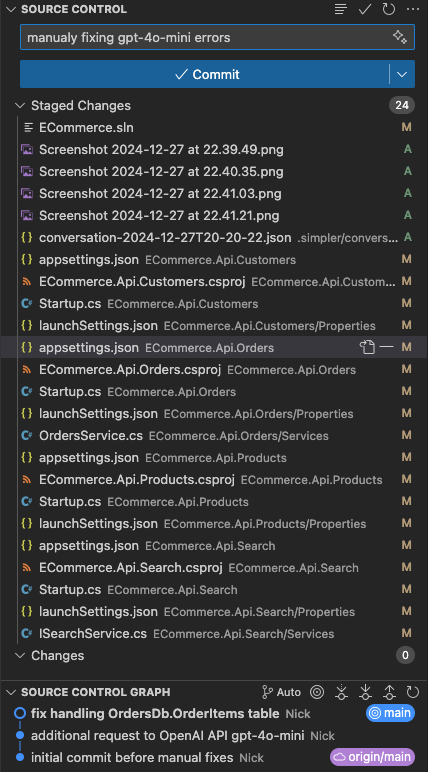 SOURCE CONTROL
manualy fixing gpt-4o-mini errors
Commit
Staged Changes 24
ECommerce.sln M
Screenshot 2024-12-27 at 22.39.49.png A
Screenshot 2024-12-27 at 22.40.35.png A
Screenshot 2024-12-27 at 22.41.03.png A
Screenshot 2024-12-27 at 22.41.21.png A
{} conversation-2024-12-27T20-20-22.json .simpler/convers... A
{} appsettings.json ECommerce.Api.Customers M
ECommerce.Api.Customers.csproj ECommerce.Api.Custom... M
C# Startup.cs ECommerce.Api.Customers M
{} launchSettings.json ECommerce.Api.Customers/Properties M
{} appsettings.json ECommerce.Api.Orders M
ECommerce.Api.Orders.csproj ECommerce.Api.Orders M
C# Startup.cs ECommerce.Api.Orders M
{} launchSettings.json ECommerce.Api.Orders/Properties M
C# OrdersService.cs ECommerce.Api.Orders/Services M
{} appsettings.json ECommerce.Api.Products M
ECommerce.Api.Products.csproj ECommerce.Api.Products M
C# Startup.cs ECommerce.Api.Products M
{} launchSettings.json ECommerce.Api.Products/Properties M
{} appsettings.json ECommerce.Api.Search M
ECommerce.Api.Search.csproj ECommerce.Api.Search M
C# Startup.cs ECommerce.Api.Search M
{} launchSettings.json ECommerce.Api.Search/Properties M
C# ISearchService.cs ECommerce.Api.Search/Services M
Changes 0
SOURCE CONTROL GRAPH Auto
fix handling OrdersDb.OrderItems table Nick main
additional request to OpenAI API gpt-4o-mini Nick
initial commit before manual fixes Nick origin/main